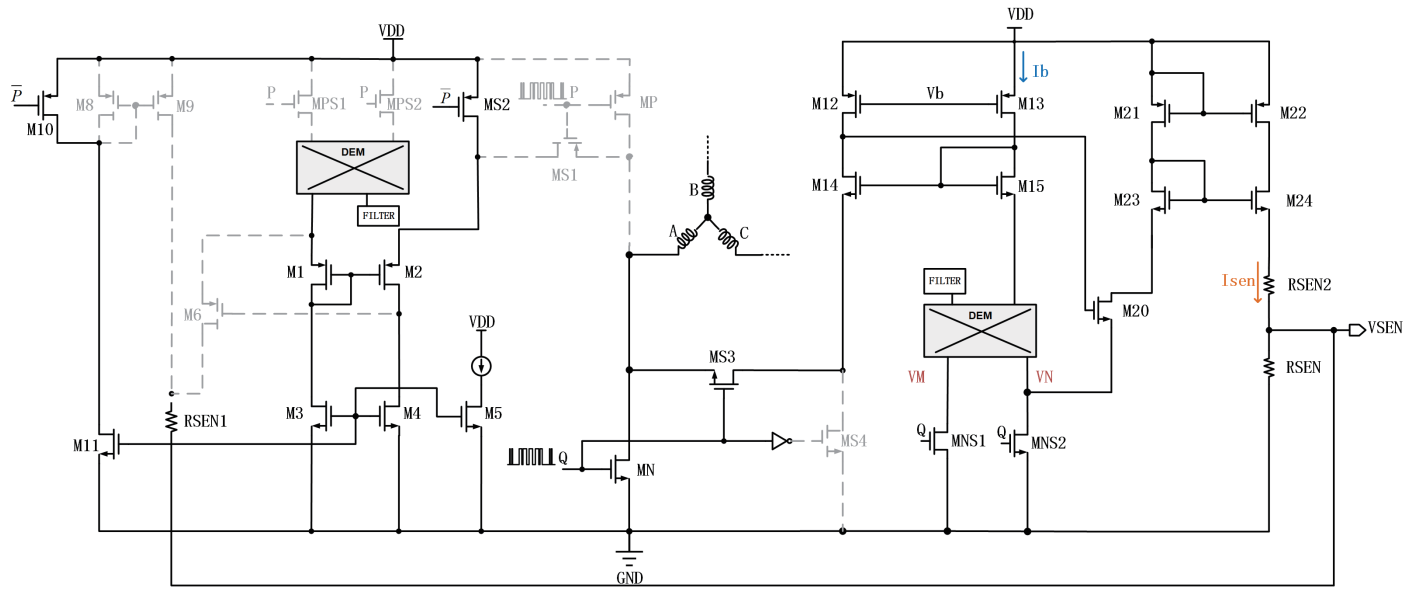 VDD
VDD
P̅
M8
M9
M10
P
MPS1
P
MPS2
P̅
MS2
P
MP
MS1
DEM
FILTER
M1
M2
M6
VDD
RSEN1
M3
M4
M5
M11
Q
MN
GND
B
A
C
MS3
MS4
Ib
M12
Vb
M13
M14
M15
M21
M22
M23
M24
FILTER
DEM
M20
Isen
RSEN2
VSEN
RSEN
VM
VN
Q
MNS1
Q
MNS2